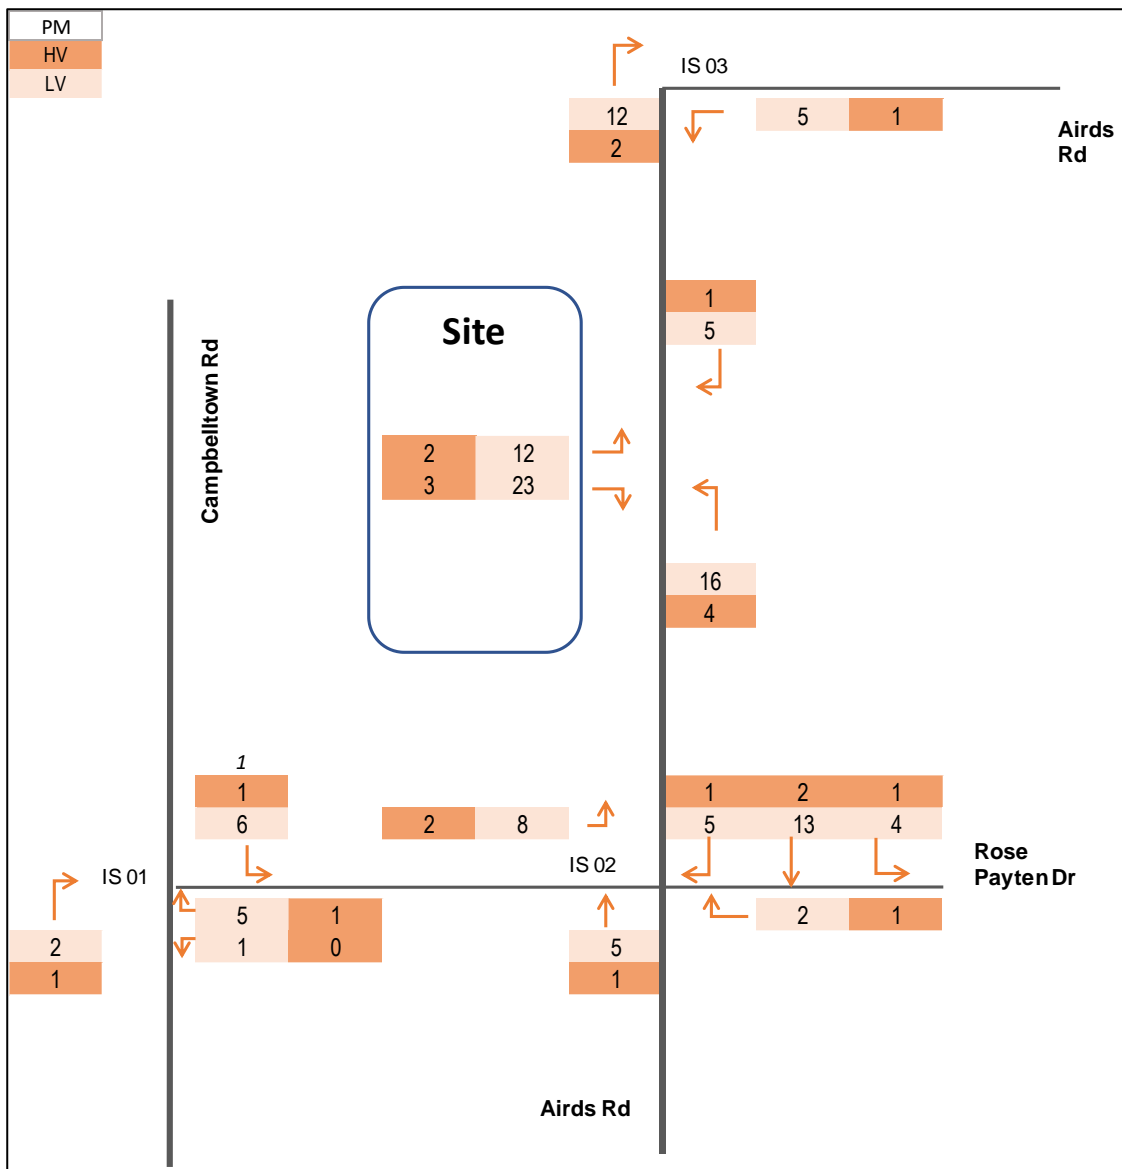 PM
HV
LV
IS 03
12
2
5 1
Airds
Rd
1
5
Site
Campbelltown Rd
2 12
3 23
16
4
1
1
6
2 8
1 2 1
5 13 4
IS 01
IS 02
Rose
Payten Dr
5 1
1 0
2 1
2
1
5
1
Airds Rd